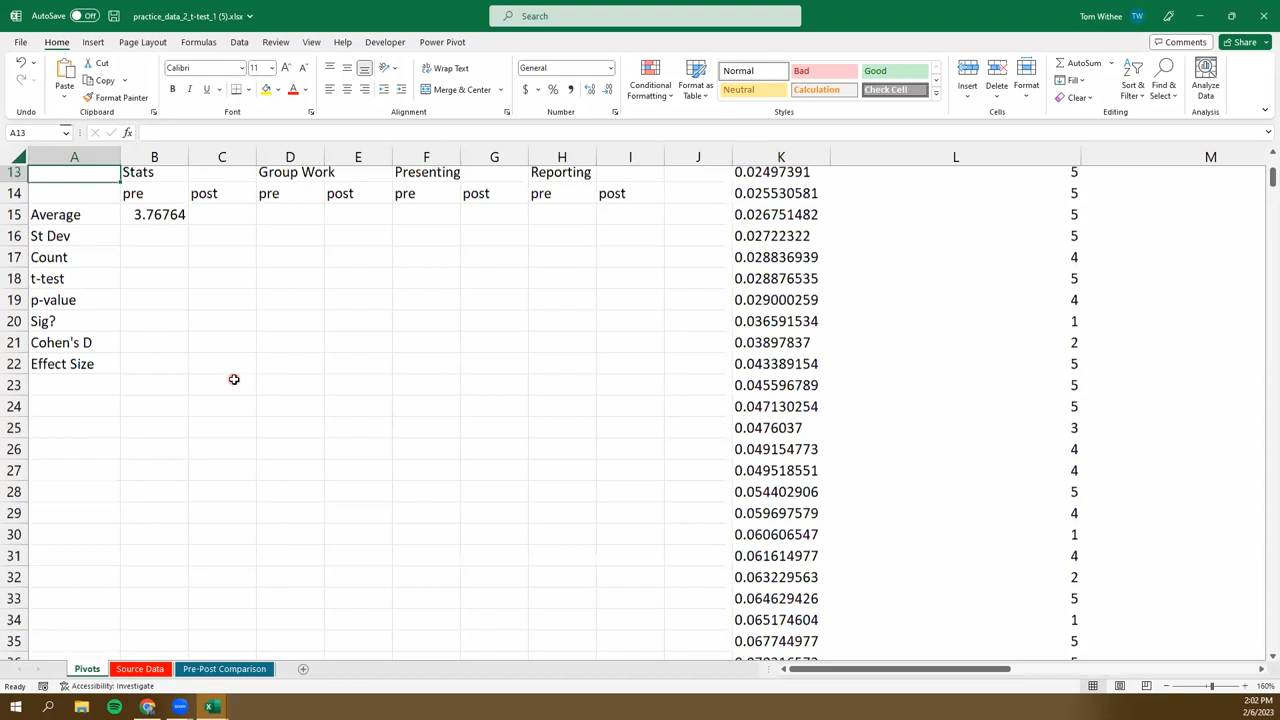 AutoSave Off practice_data_2_t-test_1 (5).xlsx Search Tom Withee TW
File Home Insert Page Layout Formulas Data Review View Help Developer Power Pivot Comments Share
Cut Calibri 11 Wrap Text General Normal Bad Good AutoSum
Paste Copy Conditional Formatting Format as Table Insert Delete Format Fill Sort & Filter Find & Select Analyze Data
Format Painter B I U A Merge & Center $ % Neutral Calculation Check Cell Clear
Undo Clipboard Font Alignment Number Styles Cells Editing Analysis
A13 fx
A B C D E F G H I J K L M
13 Stats Group Work Presenting Reporting 0.02497391 5
14 pre post pre post pre post pre post 0.025530581 5
15 Average 3.76764 0.026751482 5
16 St Dev 0.02722322 5
17 Count 0.028836939 4
18 t-test 0.028876535 5
19 p-value 0.029000259 4
20 Sig? 0.036591534 1
21 Cohen's D 0.03897837 2
22 Effect Size 0.043389154 5
23 0.045596789 5
24 0.047130254 5
25 0.0476037 3
26 0.049154773 4
27 0.049518551 4
28 0.054402906 5
29 0.059697579 4
30 0.060606547 1
31 0.061614977 4
32 0.063229563 2
33 0.064629426 5
34 0.065174604 1
35 0.067744977 5
Pivots Source Data Pre-Post Comparison
Ready Accessibility: Investigate 160%
2:02 PM
2/6/2023